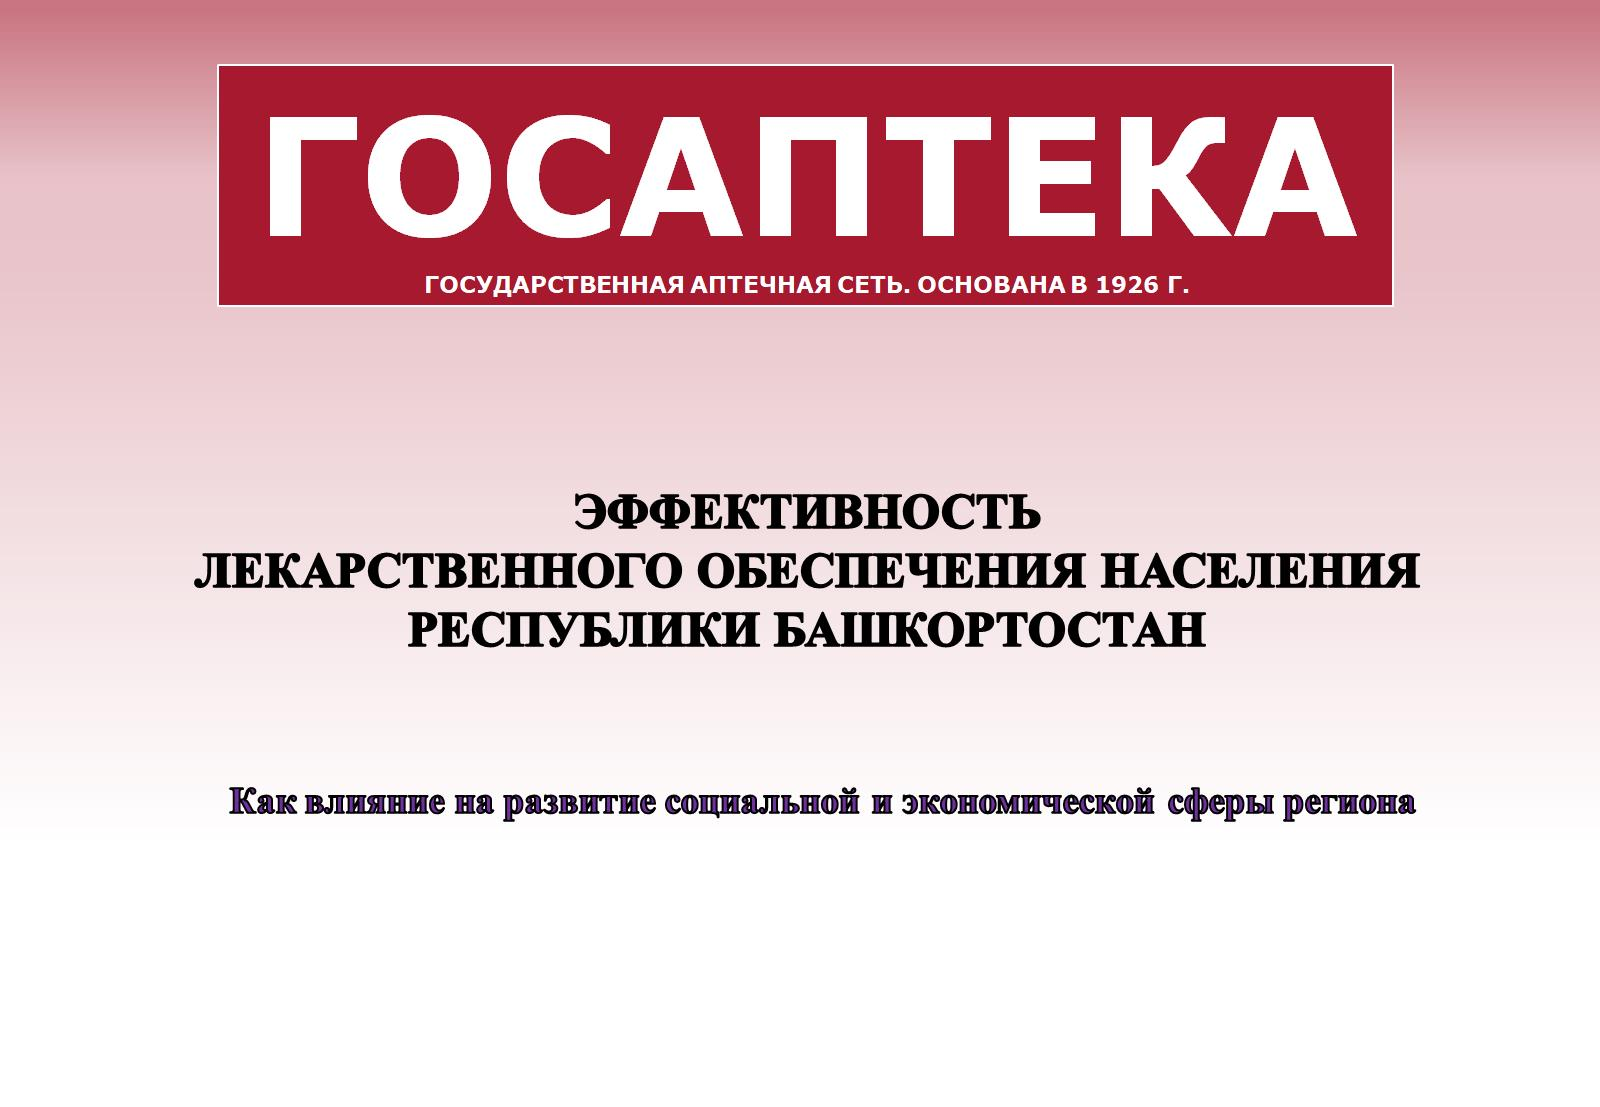 ГОСАПТЕКА
ГОСУДАРСТВЕННАЯ АПТЕЧНАЯ СЕТЬ. ОСНОВАНА В 1926 Г.
ЭФФЕКТИВНОСТЬ
ЛЕКАРСТВЕННОГО ОБЕСПЕЧЕНИЯ НАСЕЛЕНИЯ
РЕСПУБЛИКИ БАШКОРТОСТАН
Как влияние на развитие социальной и экономической сферы региона